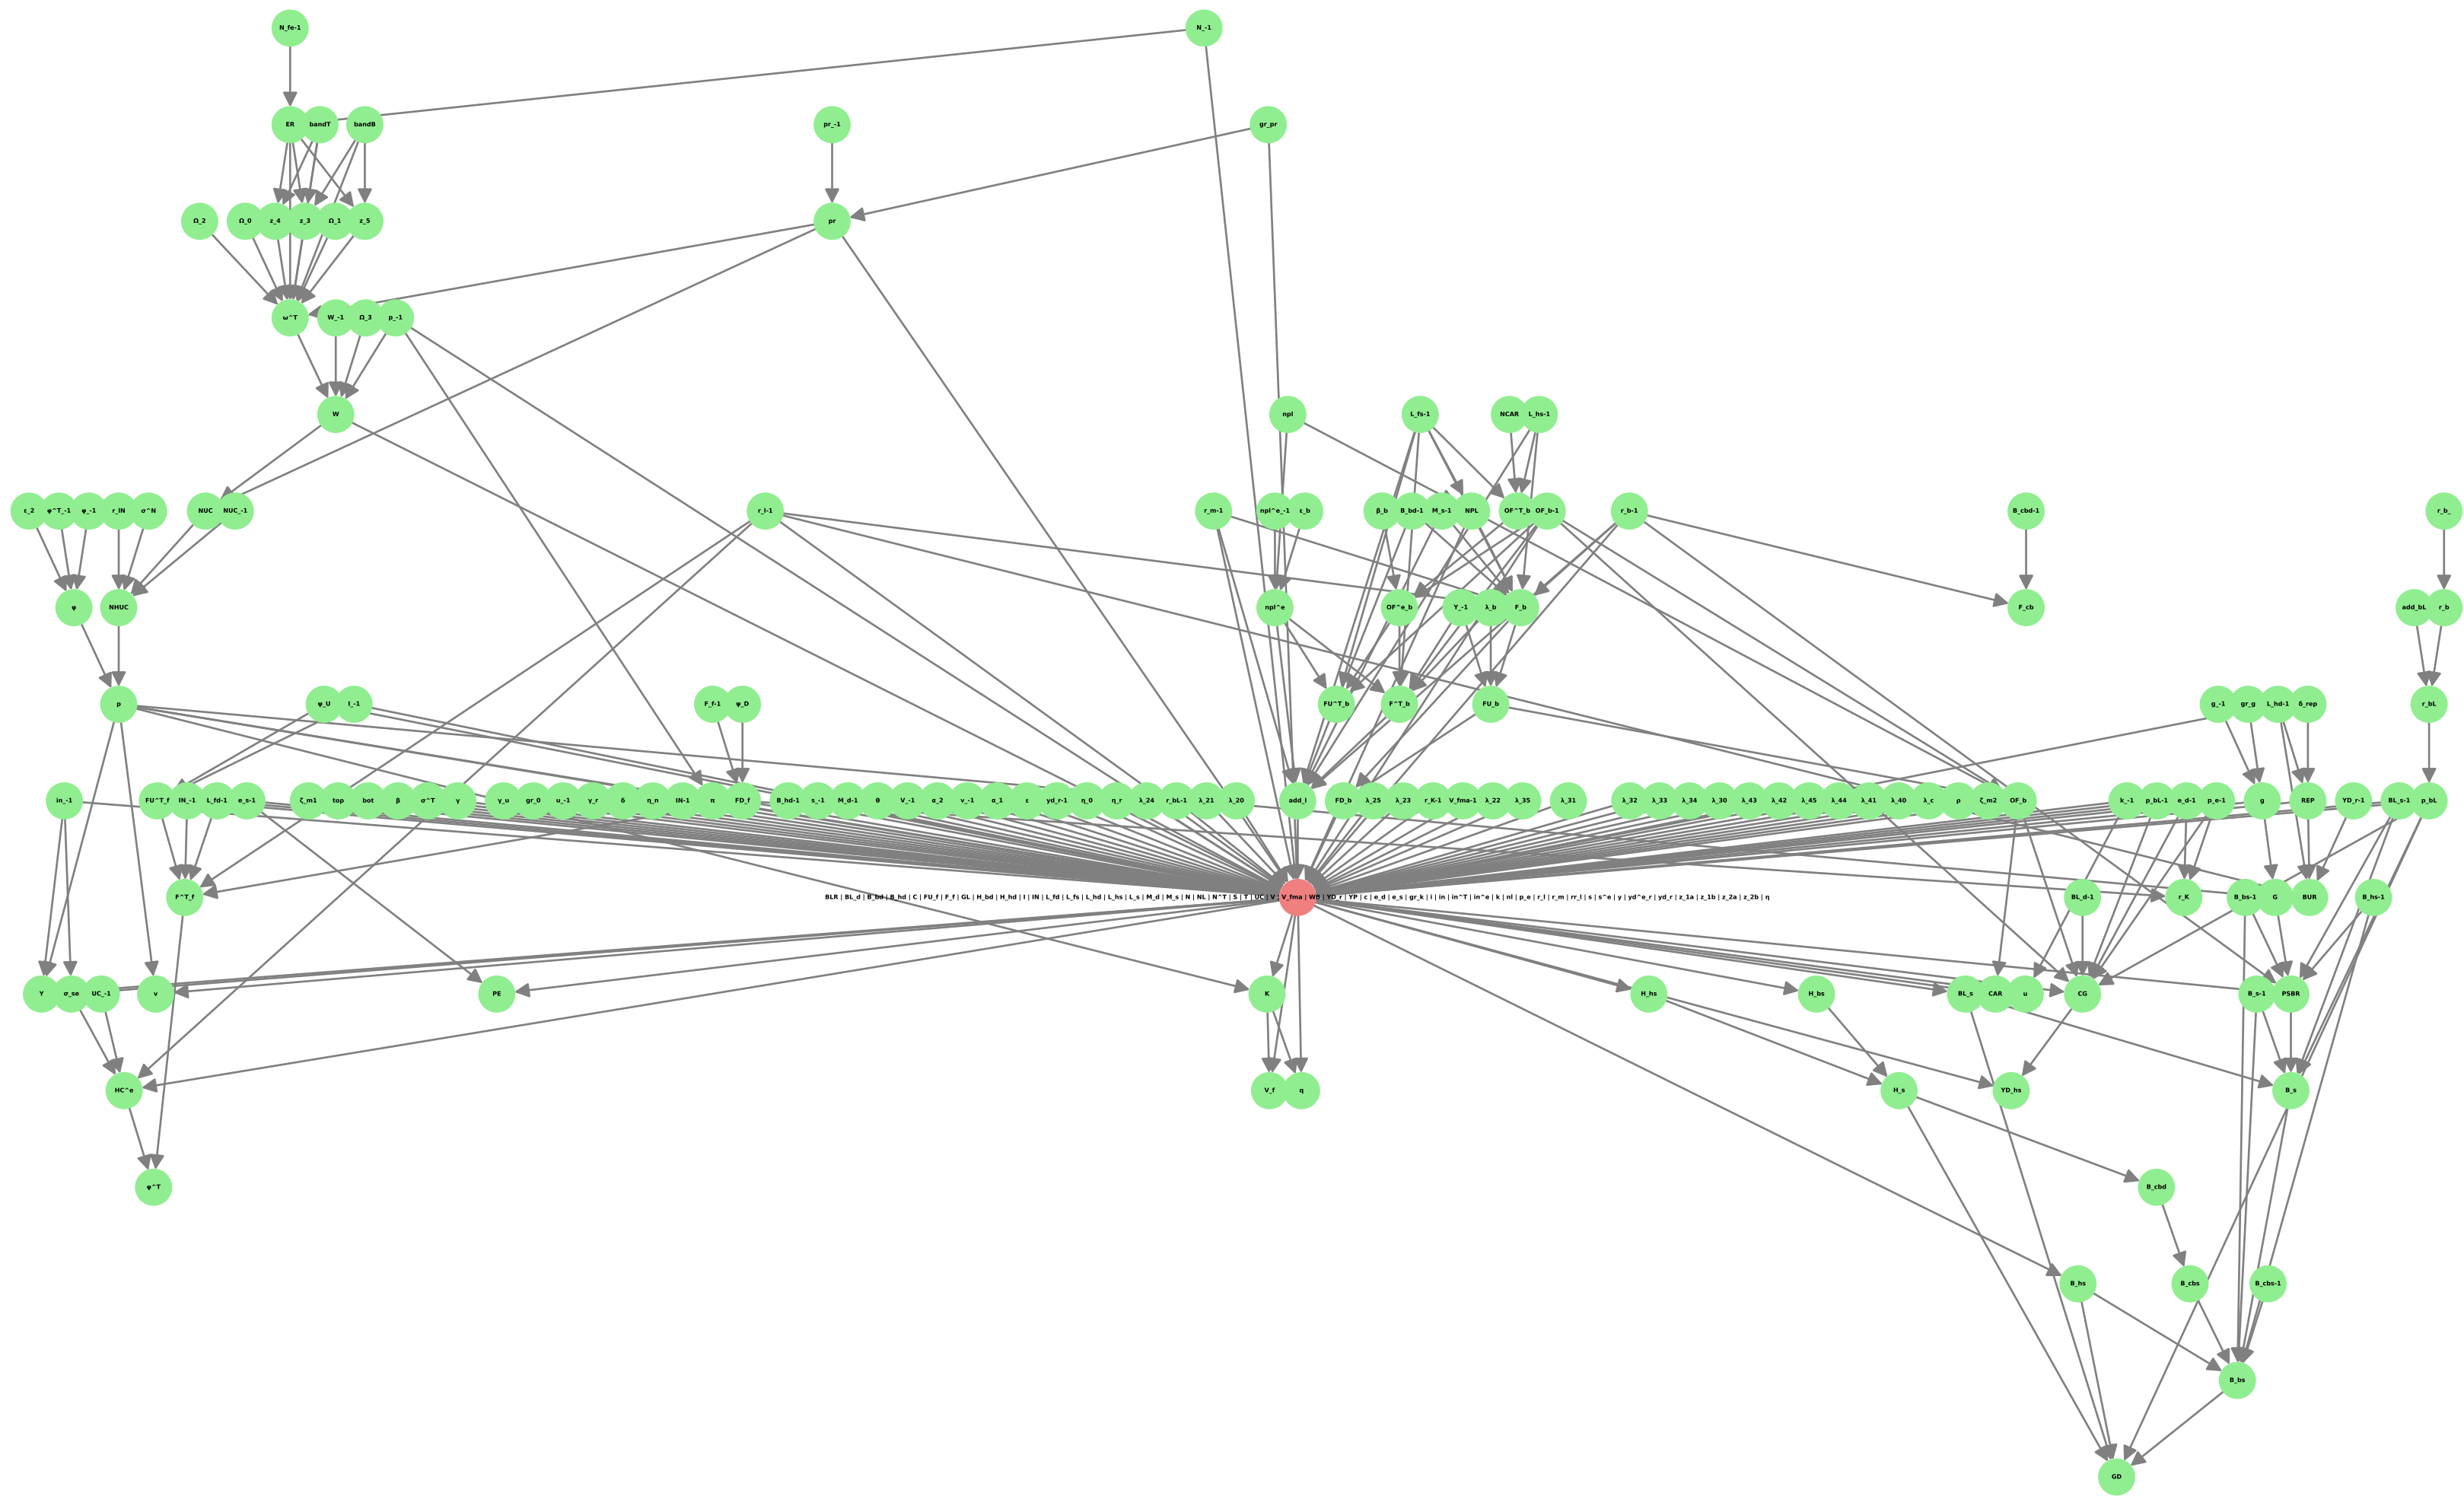 N_fe-1
N_-1
ER
bandT
bandB
pr_-1
gr_pr
Ω_2
Ω_0
z_4
z_3
Ω_1
z_5
pr
ω^T
W_-1
Ω_3
p_-1
W
npl
L_fs-1
NCAR
L_hs-1
ε_2
φ^T_-1
φ_-1
r_lN
σ^N
NUC
NUC_-1
r_l-1
r_m-1
npl^e_-1
ε_b
β_b
B_bd-1
M_s-1
NPL
OF^T_b
OF_b-1
r_b-1
B_cbd-1
r_b_
φ
NHUC
npl^e
OF^e_b
Y_-1
λ_b
F_b
F_cb
add_bL
r_b
p
ψ_U
I_-1
F_f-1
ψ_D
FU^T_b
F^T_b
FU_b
g_-1
gr_g
L_hd-1
δ_rep
r_bL
in_-1
FU^T_f
IN_-1
L_fd-1
e_s-1
ζ_m1
top
bot
β
σ^T
γ
γ_u
gr_0
u_-1
γ_r
δ
η_n
IN-1
π
FD_f
B_hd-1
s_-1
M_d-1
θ
V_-1
α_2
v_-1
α_1
ε
yd_r-1
η_0
η_r
λ_24
r_bL-1
λ_21
λ_20
add_l
FD_b
λ_25
λ_23
r_K-1
V_fma-1
λ_22
λ_35
λ_31
λ_32
λ_33
λ_34
λ_30
λ_43
λ_42
λ_45
λ_44
λ_41
λ_40
λ_c
ρ
ζ_m2
OF_b
k_-1
p_bL-1
e_d-1
p_e-1
g
REP
YD_r-1
BL_s-1
p_bL
F^T_f
BLR | BL_d | B_bd | B_hd | C | FU_f | F_f | GL | H_bd | H_hd | I | IN | L_fd | L_fs | L_hd | L_hs | L_s | M_d | M_s | N | NL | N^T | S | T | UC | V | V_fma | WB | YD_r | YP | c | e_d | e_s | gr_k | i | in | in^T | in^e | k | nl | p_e | r_l | r_m | rr_l | s | s^e | y | yd^e_r | yd_r | z_1a | z_1b | z_2a | z_2b | η
BL_d-1
r_K
B_bs-1
G
BUR
B_hs-1
Y
σ_se
UC_-1
v
PE
K
H_hs
H_bs
BL_s
CAR
u
CG
B_s-1
PSBR
HC^e
V_f
q
H_s
YD_hs
B_s
φ^T
B_cbd
B_hs
B_cbs
B_cbs-1
B_bs
GD